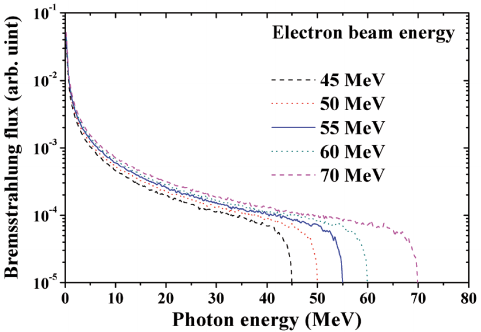 Bremsstrahlung flux (arb. uint)
10^-1
10^-2
10^-3
10^-4
10^-5
Electron beam energy
45 MeV
50 MeV
55 MeV
60 MeV
70 MeV
0 10 20 30 40 50 60 70 80
Photon energy (MeV)